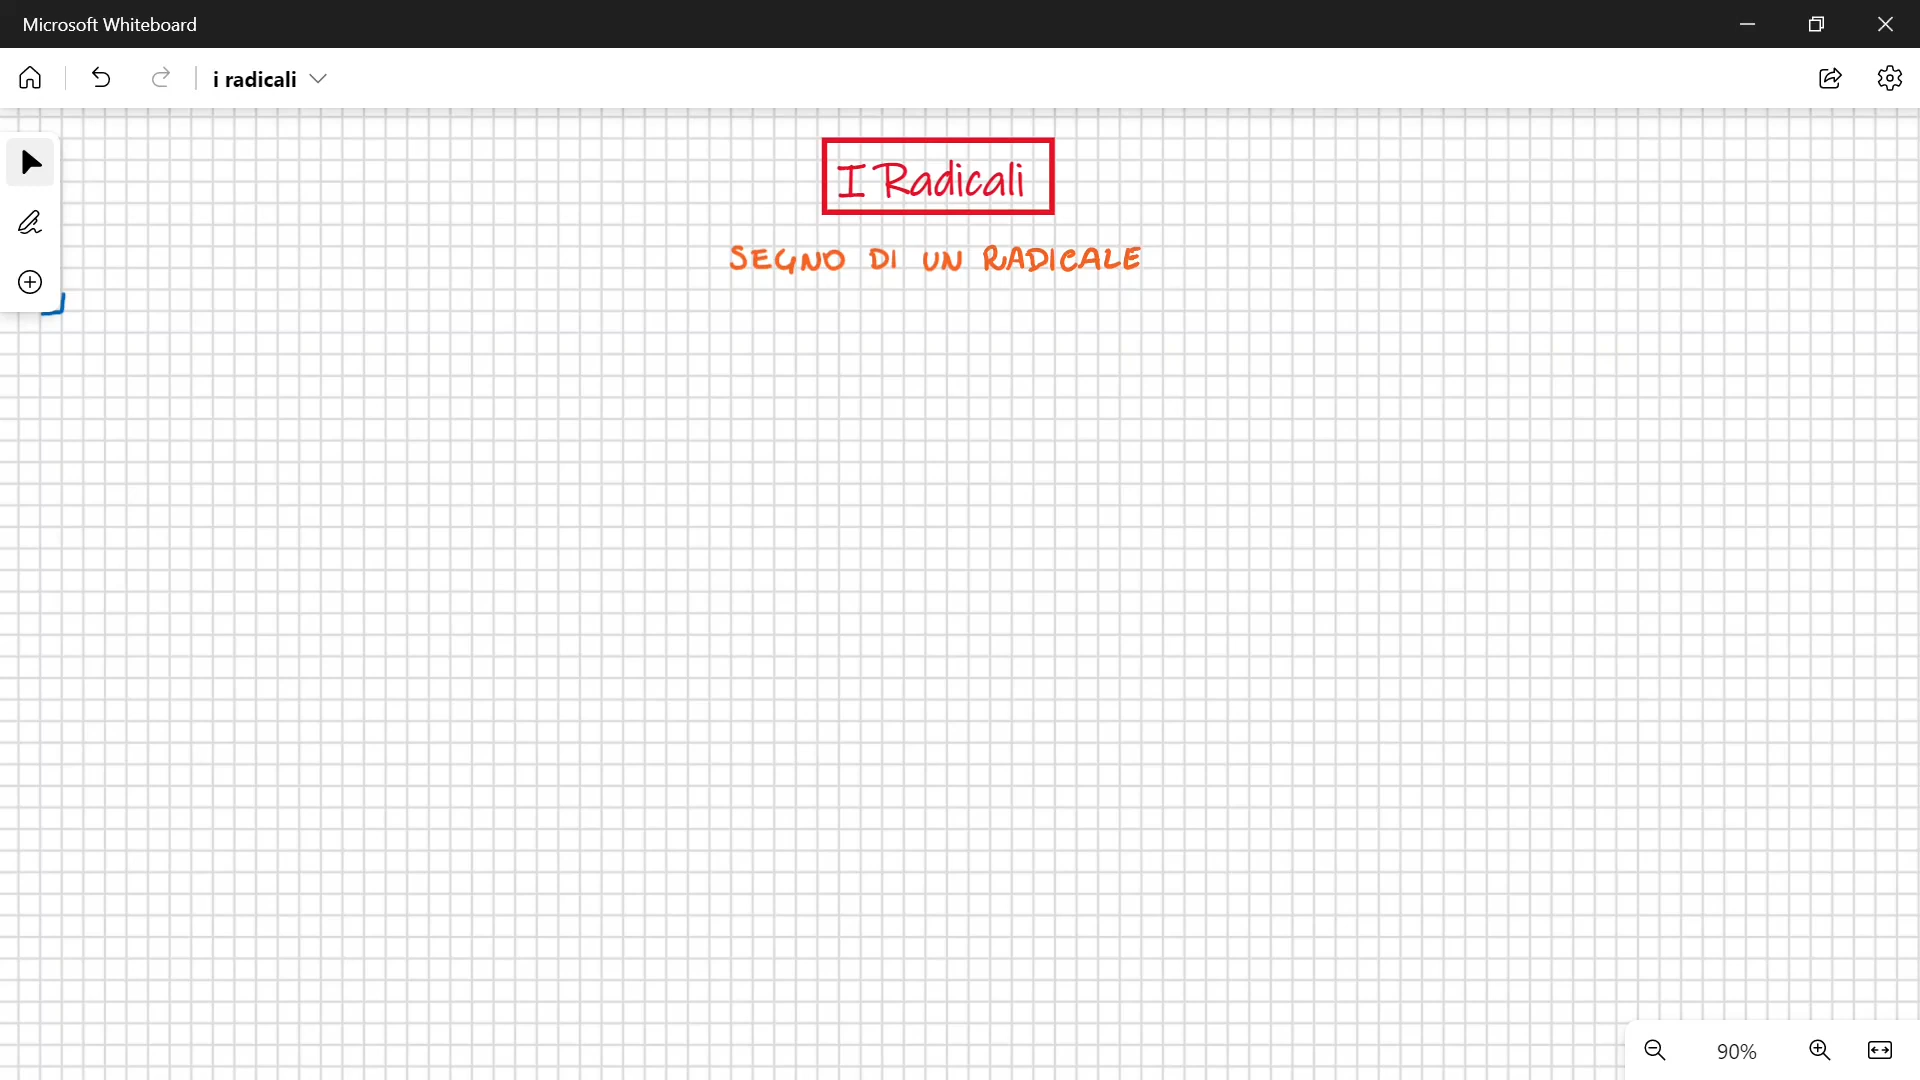 Microsoft Whiteboard
i radicali
I Radicali
SEGNO DI UN RADICALE
90%